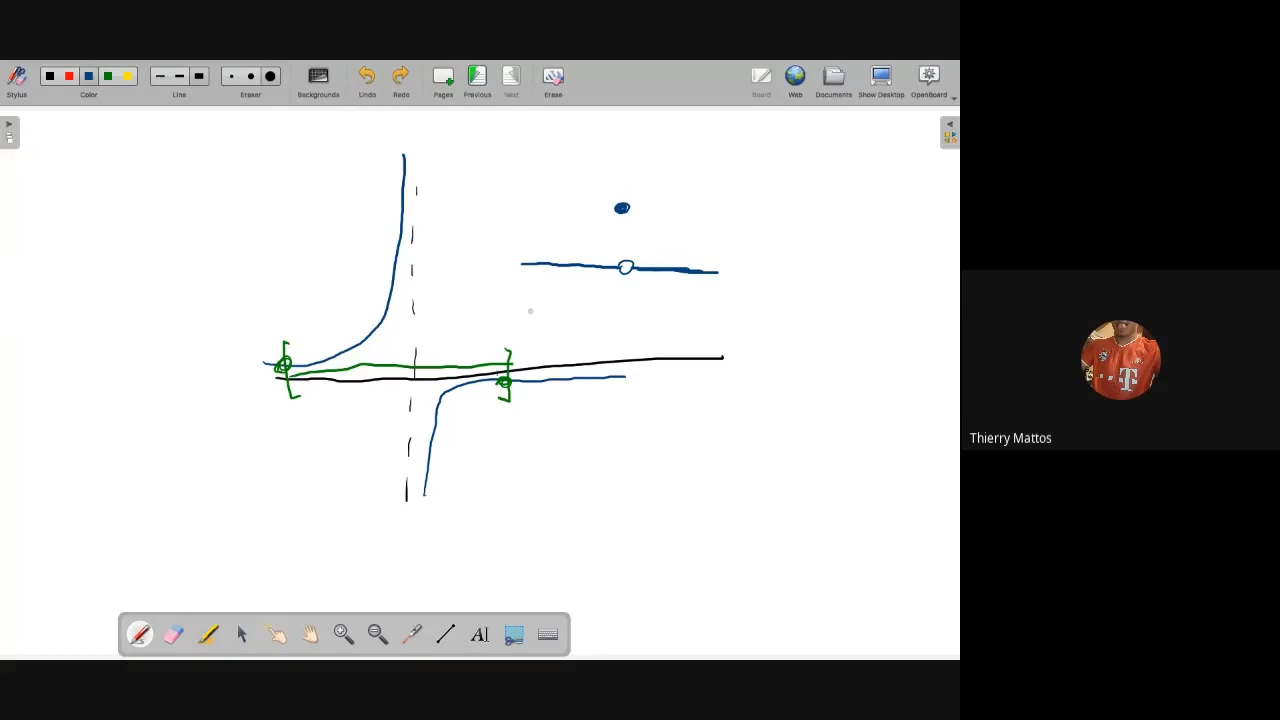 Stylus Color Line Eraser Backgrounds Undo Redo Pages Previous Next Erase Board Web Documents Show Desktop OpenBoard
Thierry Mattos
AI